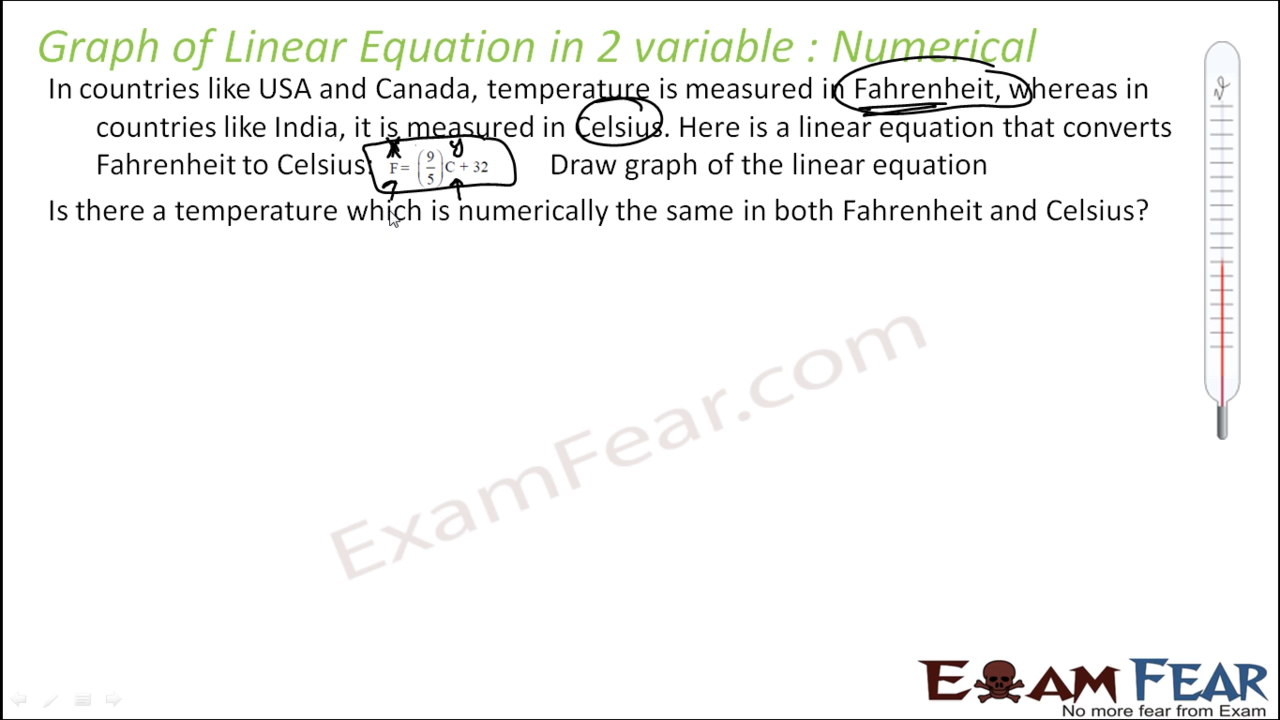 Graph of Linear Equation in 2 variable : Numerical
In countries like USA and Canada, temperature is measured in Fahrenheit, whereas in
countries like India, it is measured in Celsius. Here is a linear equation that converts
x y
Fahrenheit to Celsius: F = (9/5) C + 32 Draw graph of the linear equation
Is there a temperature which is numerically the same in both Fahrenheit and Celsius?
ExamFear.com
EXAM FEAR
No more fear from Exam